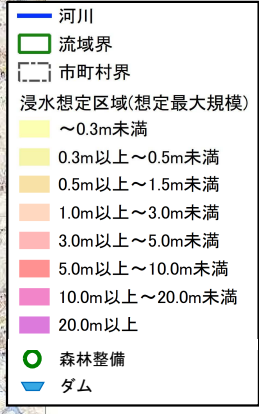 河川
流域界
市町村界
浸水想定区域(想定最大規模)
～0.3m未満
0.3m以上～0.5m未満
0.5m以上～1.5m未満
1.0m以上～3.0m未満
3.0m以上～5.0m未満
5.0m以上～10.0m未満
10.0m以上～20.0m未満
20.0m以上
森林整備
ダム